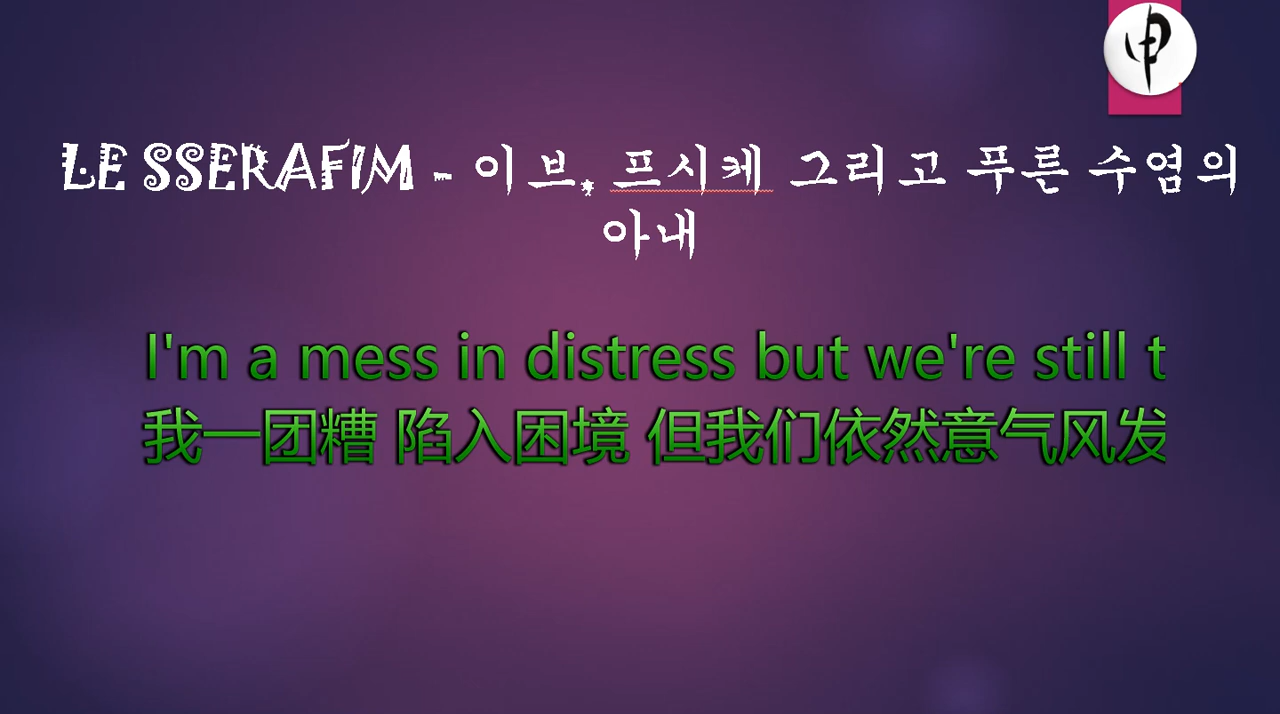 LE SSERAFIM - 이브, 프시케 그리고 푸른 수염의
아내
I'm a mess in distress but we're still t
我一团糟 陷入困境 但我们依然意气风发